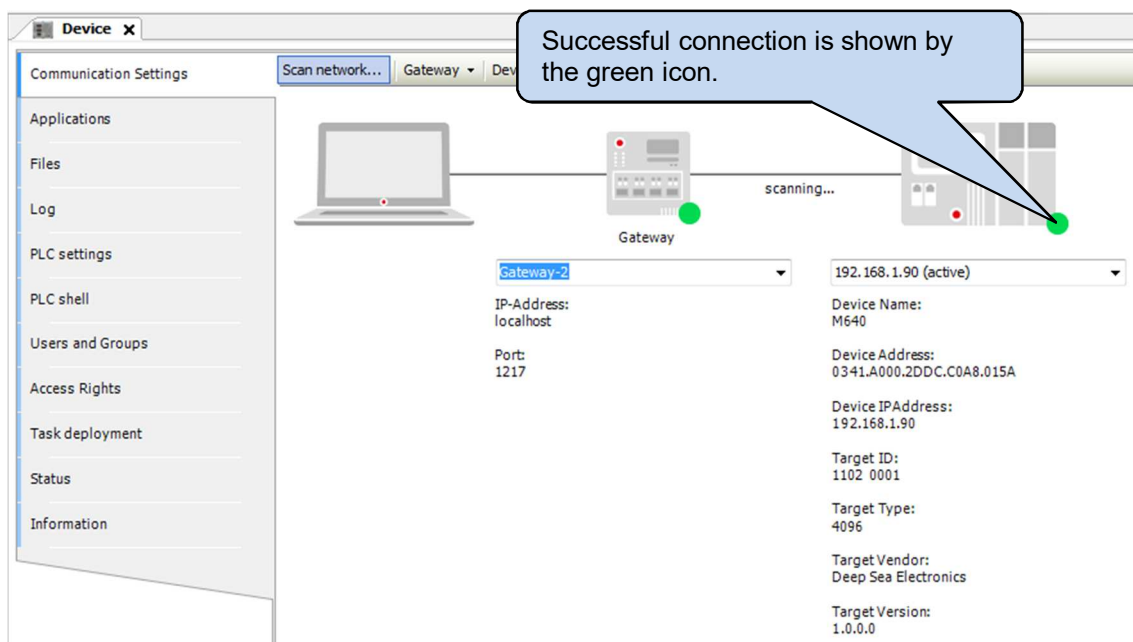 Device X
Successful connection is shown by
the green icon.
Communication Settings
Scan network...
Gateway
Applications
Files
Log
PLC settings
PLC shell
Users and Groups
Access Rights
Task deployment
Status
Information
scanning...
Gateway
Gateway-2
IP-Address:
localhost
Port:
1217
192.168.1.90 (active)
Device Name:
M640
Device Address:
0341.A000.2DDC.C0A8.015A
Device IPAddress:
192.168.1.90
Target ID:
1102 0001
Target Type:
4096
Target Vendor:
Deep Sea Electronics
Target Version:
1.0.0.0